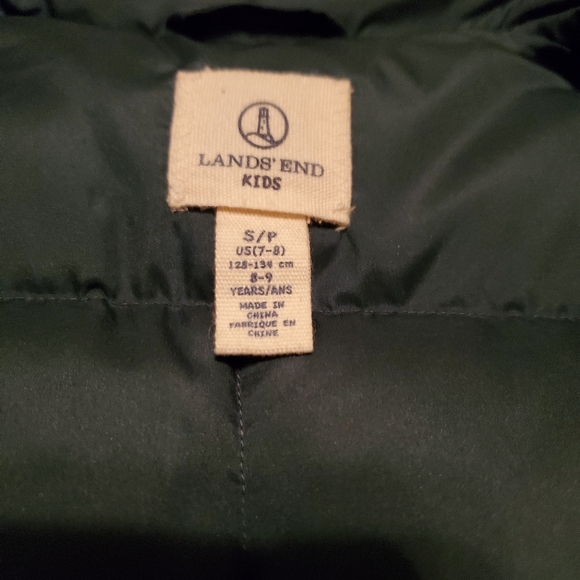 LANDS' END
KIDS
S/P
US(7-8)
128-134 cm
8-9
YEARS/ANS
MADE IN
CHINA
FABRIQUE EN
CHINE